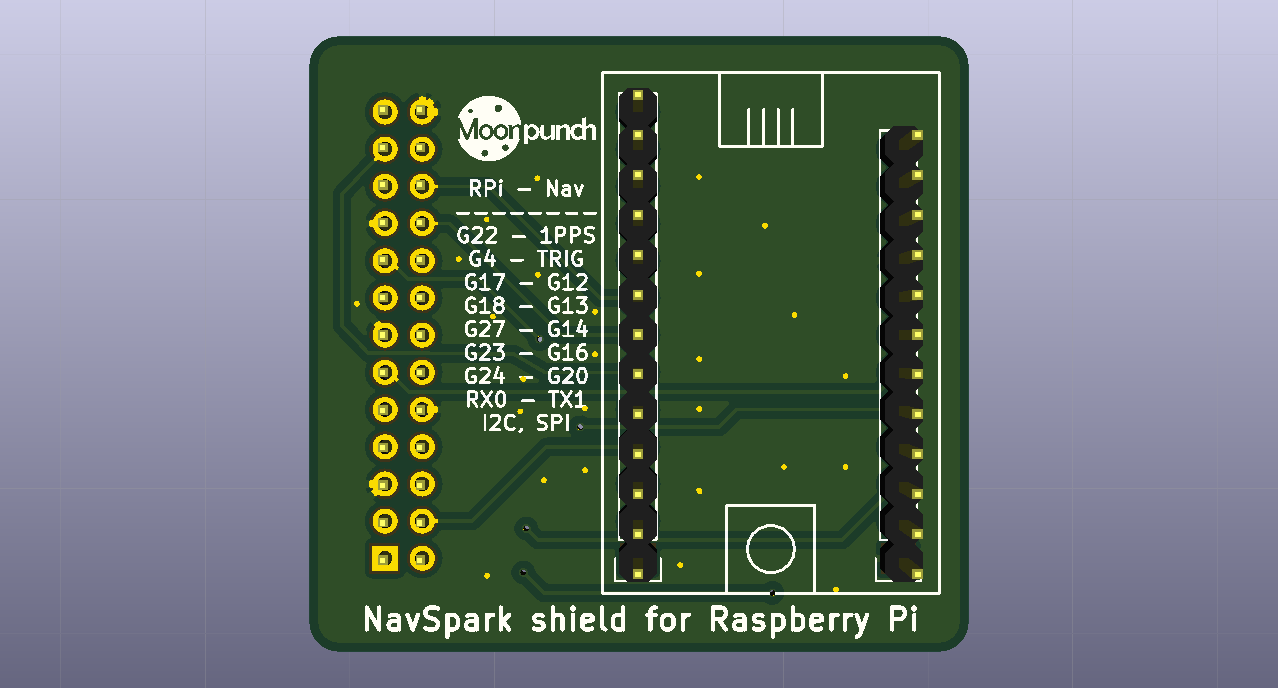 Moonpunch
RPi - Nav
--------
G22 - 1PPS
G4 - TRIG
G17 - G12
G18 - G13
G27 - G14
G23 - G16
G24 - G20
RX0 - TX1
I2C, SPI
NavSpark shield for Raspberry Pi